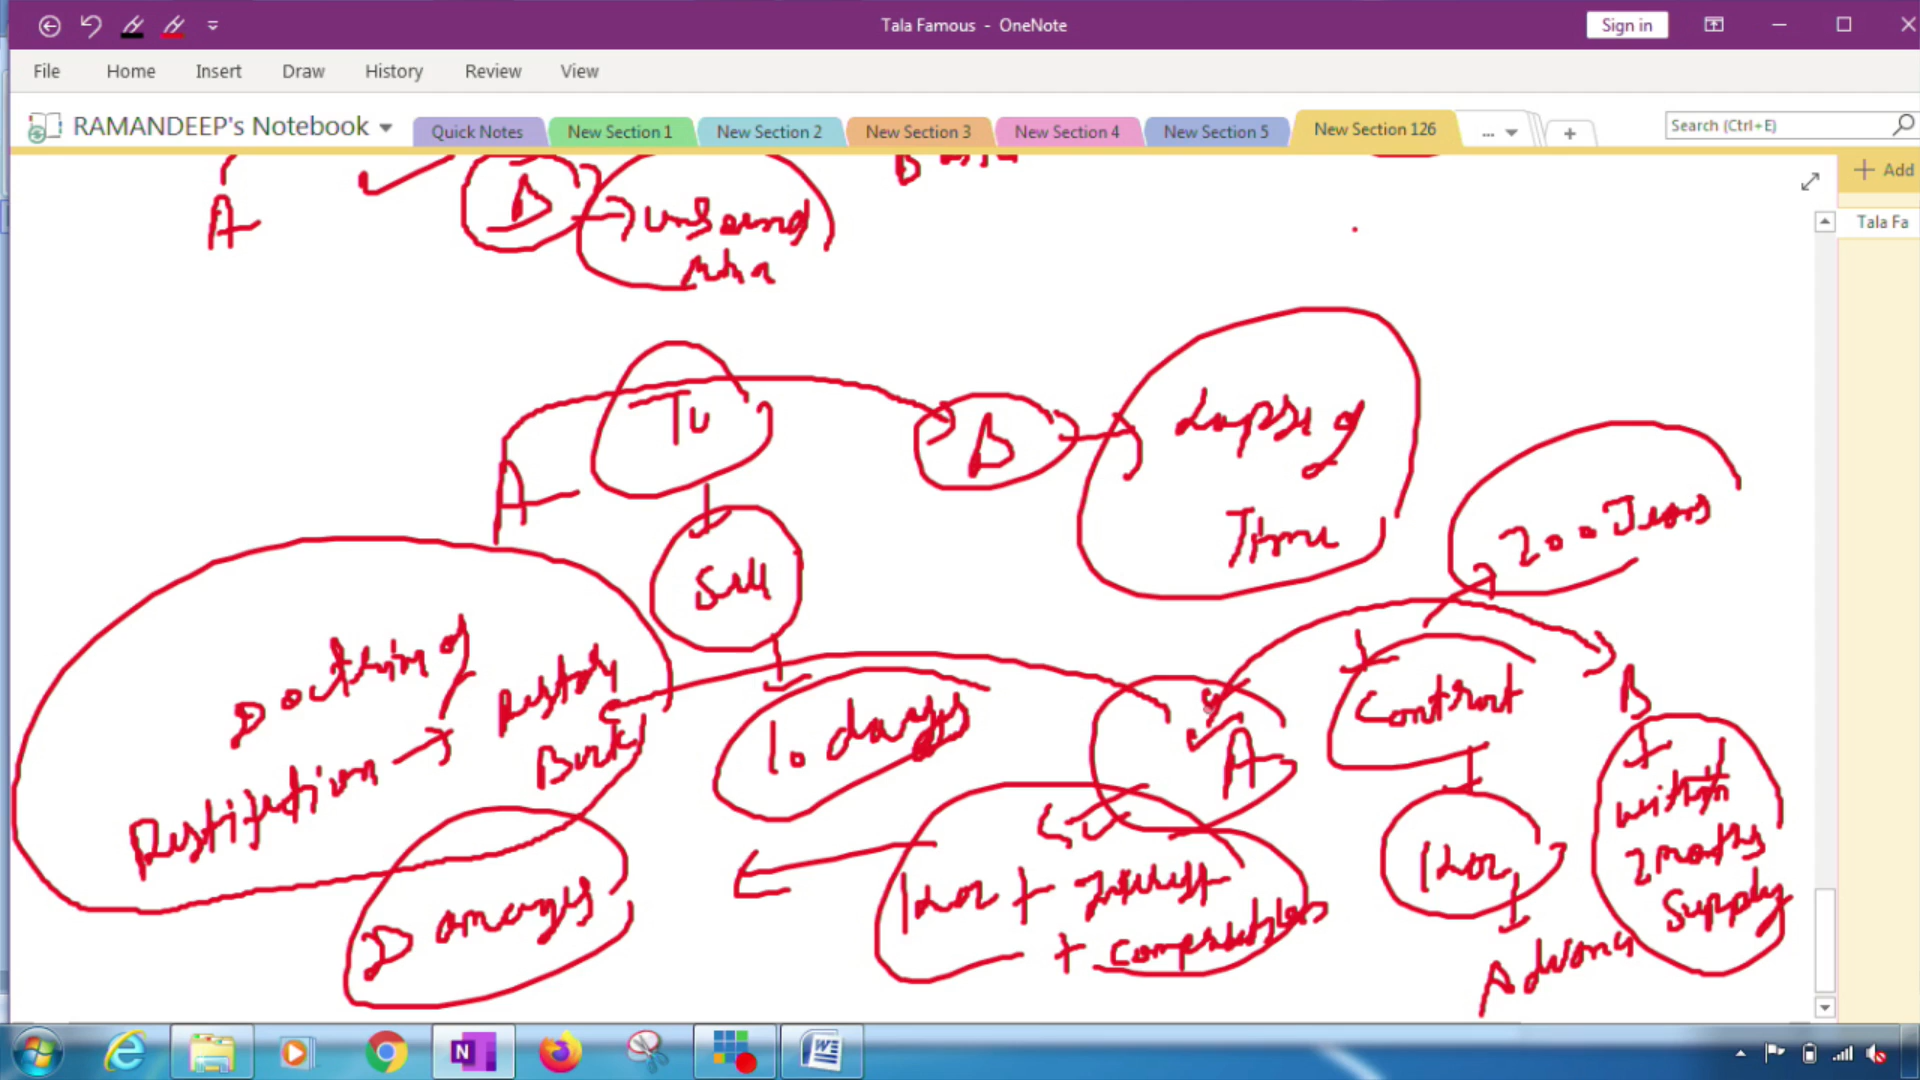 Tala Famous - OneNote
Sign in
File Home Insert Draw History Review View
RAMANDEEP's Notebook
Quick Notes New Section 1 New Section 2 New Section 3 New Section 4 New Section 5 New Section 126 ... +
Search (Ctrl+E)
+ Add
Tala Fa
A B unsound
B
A TV B
Lapse of
Time
Sell
200 Years
Doctrine of
Restitution → Restore
Back
10 days
A
Contract
B
within
2 months
Supply
1 Lac
Advance
1 Lac + Interest
+ Compensation
Damages
N
W